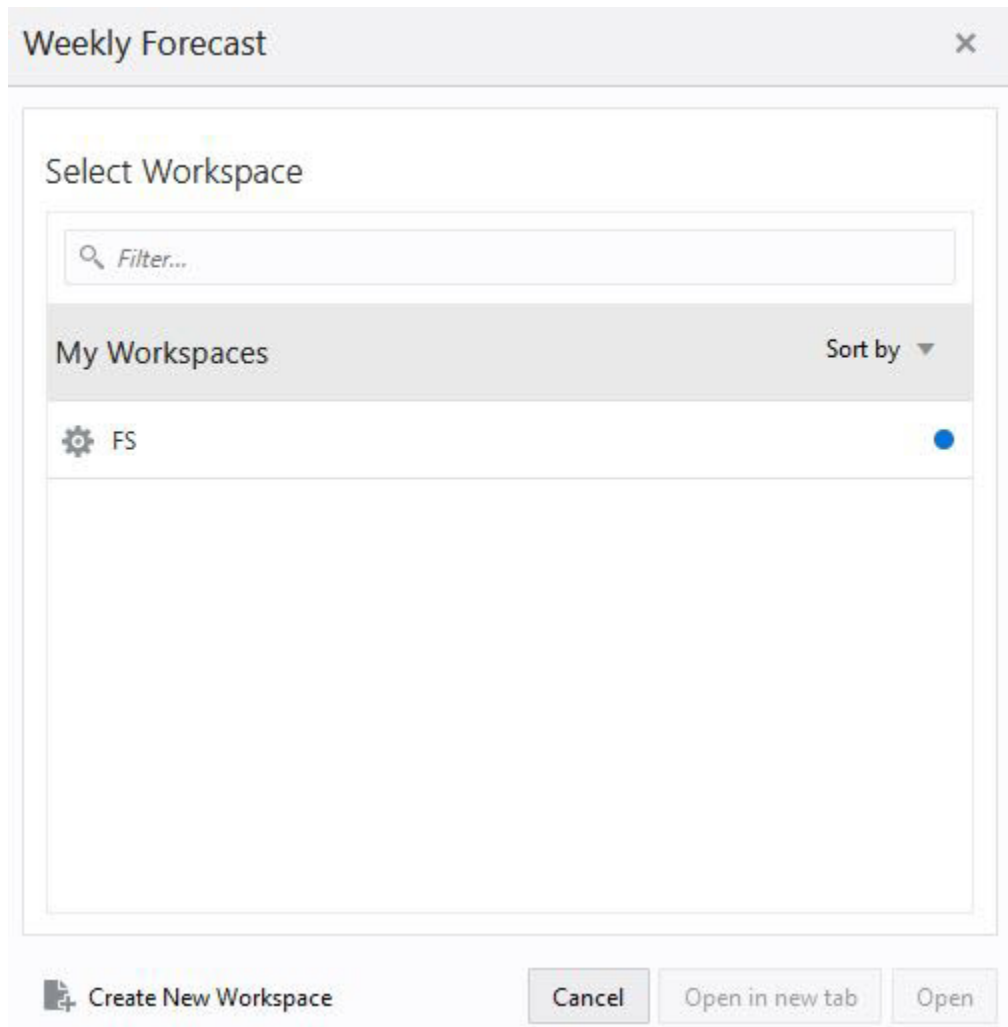 Weekly Forecast
Select Workspace
Filter...
My Workspaces Sort by
FS
Create New Workspace Cancel Open in new tab Open